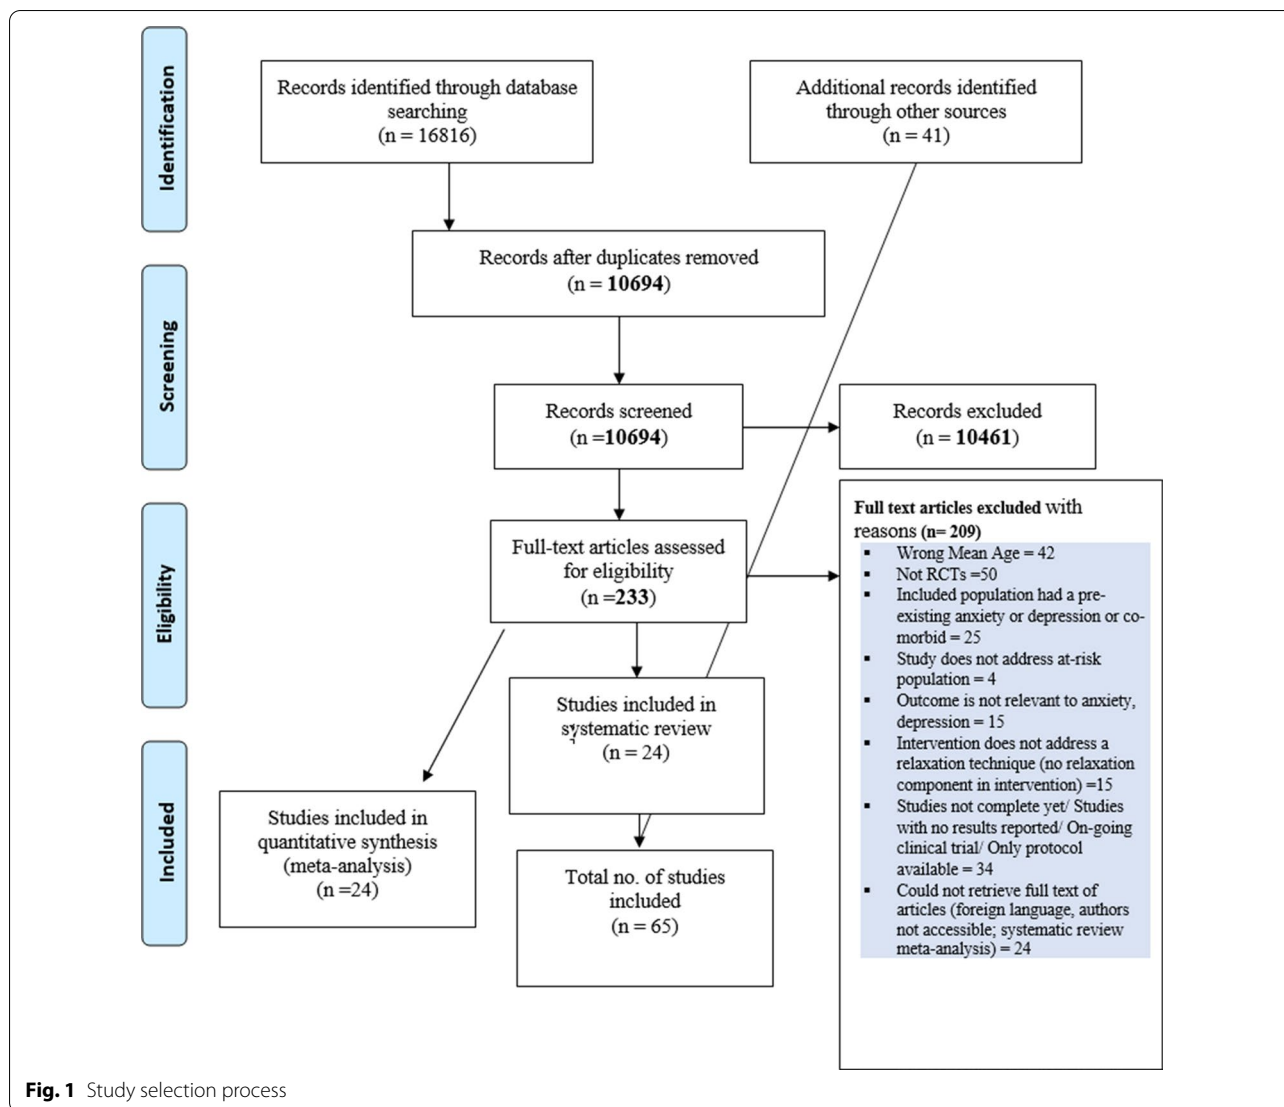 Identification
Records identified through database
searching
(n = 16816)
Additional records identified
through other sources
(n = 41)
Records after duplicates removed
(n = 10694)
Screening
Records screened
(n =10694)
Records excluded
(n = 10461)
Eligibility
Full-text articles assessed
for eligibility
(n =233)
Full text articles excluded with
reasons (n= 209)
▪ Wrong Mean Age = 42
▪ Not RCTs =50
▪ Included population had a pre-
existing anxiety or depression or co-
morbid = 25
▪ Study does not address at-risk
population = 4
▪ Outcome is not relevant to anxiety,
depression = 15
▪ Intervention does not address a
relaxation technique (no relaxation
component in intervention) =15
▪ Studies not complete yet/ Studies
with no results reported/ On-going
clinical trial/ Only protocol
available = 34
▪ Could not retrieve full text of
articles (foreign language, authors
not accessible; systematic review
meta-analysis) = 24
Studies included in
systematic review
(n = 24)
Included
Studies included in
quantitative synthesis
(meta-analysis)
(n =24)
Total no. of studies
included
(n = 65)
Fig. 1 Study selection process